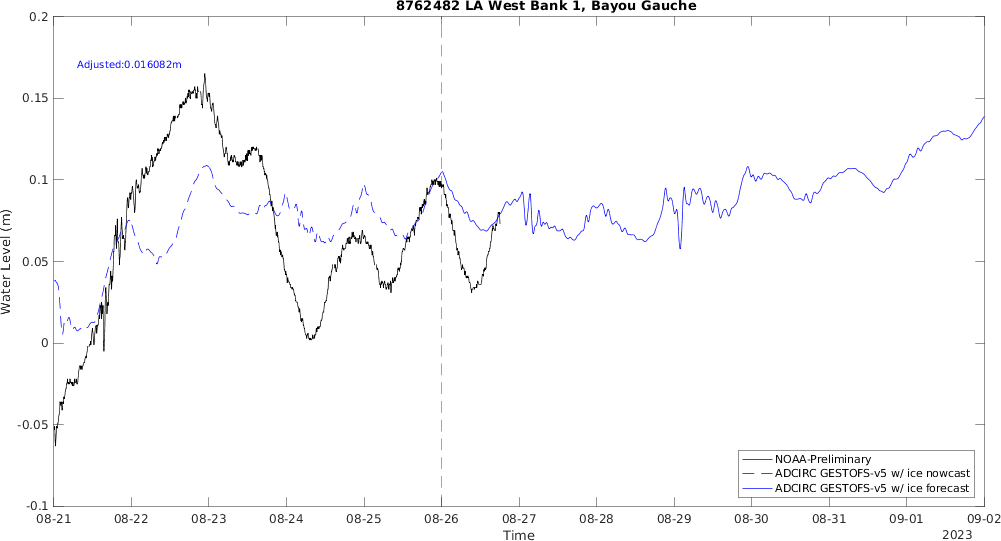 8762482 LA West Bank 1, Bayou Gauche
Adjusted:0.016082m
Water Level (m)
0.2
0.15
0.1
0.05
0
-0.05
-0.1
NOAA-Preliminary
ADCIRC GESTOFS-v5 w/ ice nowcast
ADCIRC GESTOFS-v5 w/ ice forecast
08-21 08-22 08-23 08-24 08-25 08-26 08-27 08-28 08-29 08-30 08-31 09-01 09-02
Time
2023